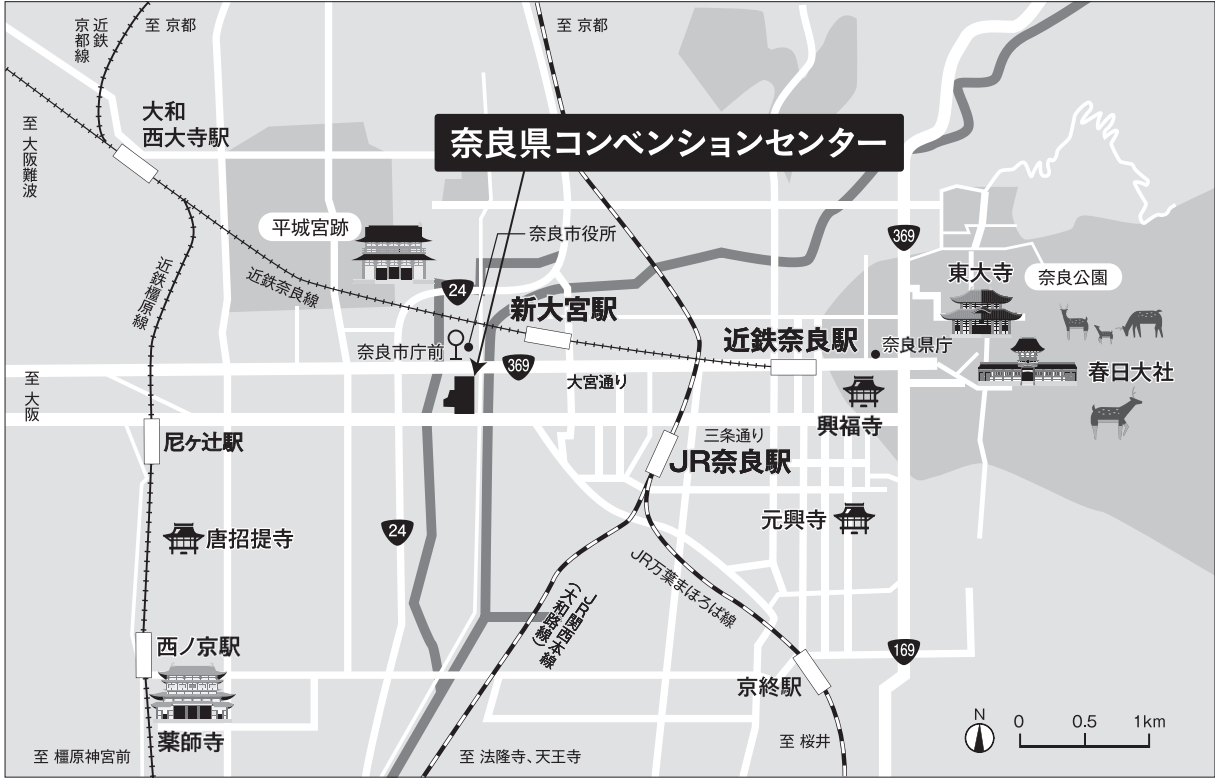 近鉄
京都線
至 京都
至 京都
大和
西大寺駅
至 大阪難波
奈良県コンベンションセンター
平城宮跡
奈良市役所
369
東大寺
奈良公園
近鉄橿原線
近鉄奈良線
24
新大宮駅
近鉄奈良駅
奈良県庁
奈良市庁前
369
大宮通り
春日大社
至 大阪
興福寺
尼ヶ辻駅
三条通り
JR奈良駅
元興寺
24
唐招提寺
JR万葉まほろば線
JR関西本線
(大和路線)
西ノ京駅
169
京終駅
薬師寺
至 橿原神宮前
至 法隆寺、天王寺
至 桜井
N
0 0.5 1km